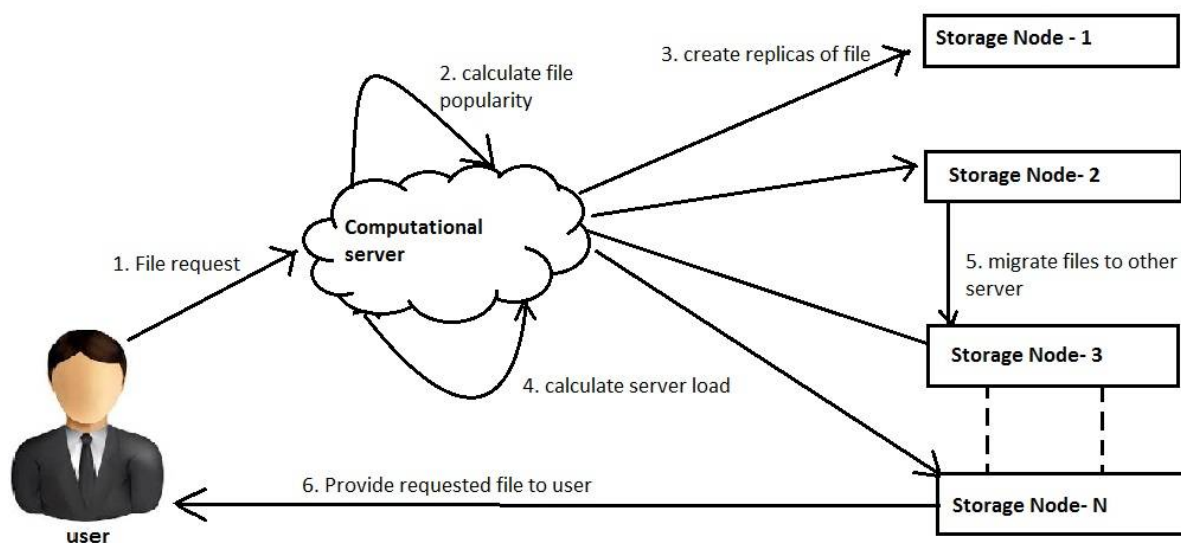 Storage Node - 1
3. create replicas of file
2. calculate file
popularity
Storage Node- 2
Computational
server
1. File request
5. migrate files to other
server
Storage Node- 3
4. calculate server load
6. Provide requested file to user
Storage Node- N
user